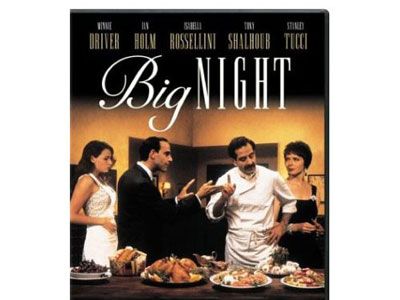 MINNIE IAN ISABELLA TONY STANLEY
DRIVER HOLM ROSSELLINI SHALHOUB TUCCI
Big NIGHT